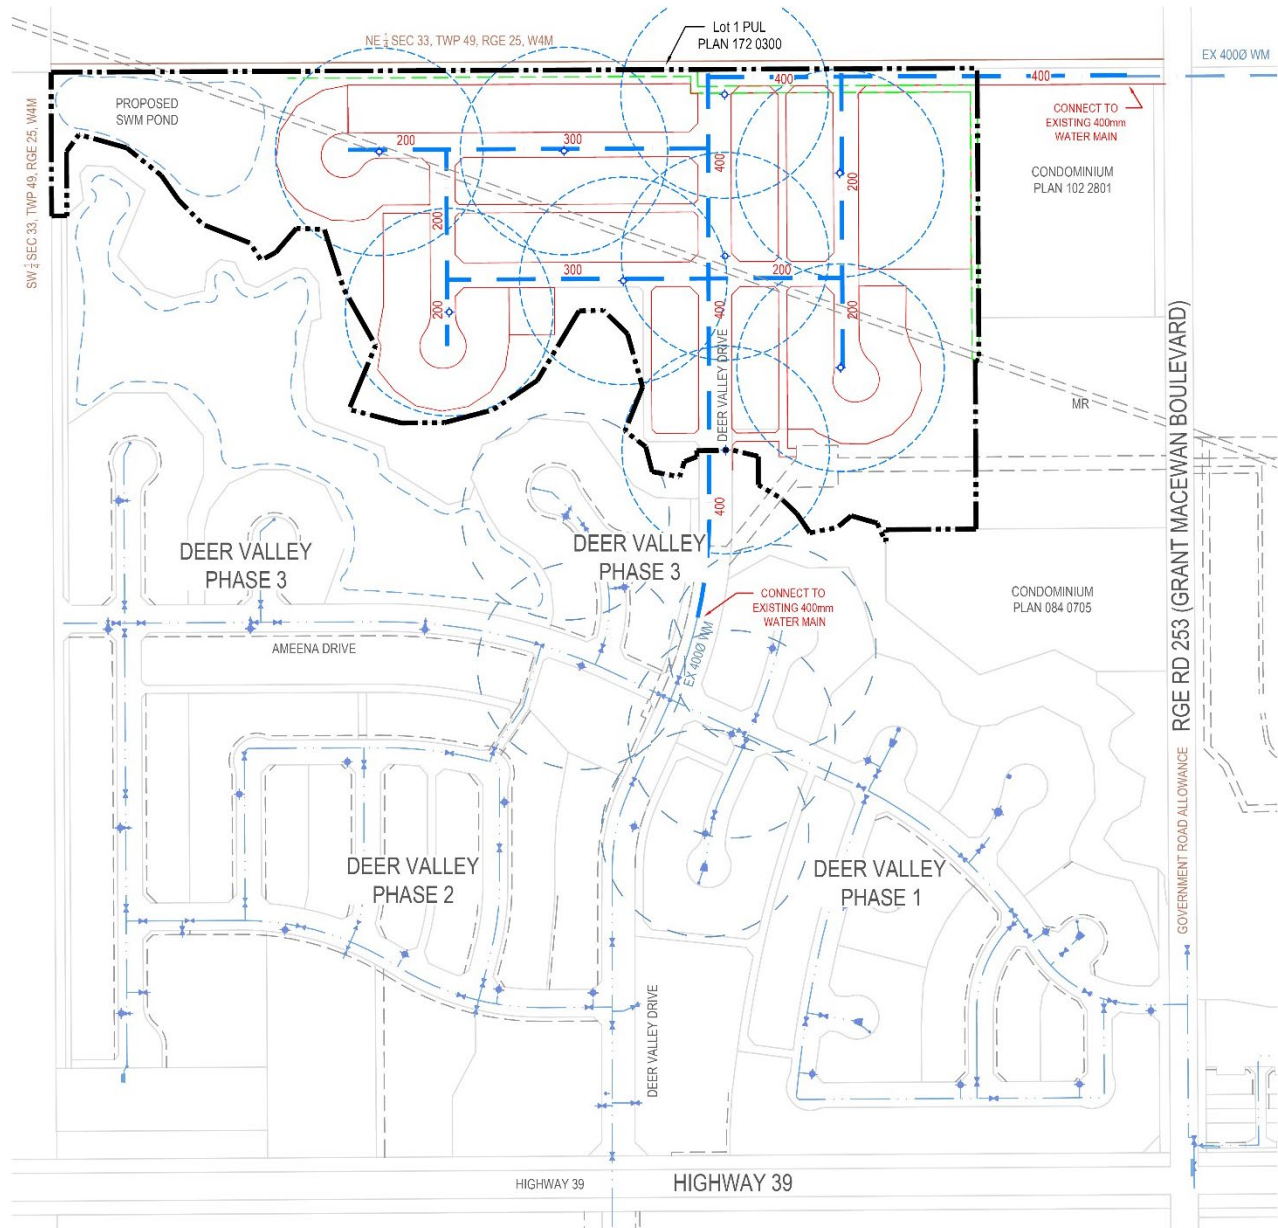 Lot 1 PUL
PLAN 172 0300
NE ¼ SEC 33, TWP 49, RGE 25, W4M
EX 400Ø WM
400
400
PROPOSED
SWM POND
CONNECT TO
EXISTING 400mm
WATER MAIN
200
300
400
200
CONDOMINIUM
PLAN 102 2801
SW ¼ SEC 33, TWP 49, RGE 25, W4M
200
300
200
200
400
200
DEER VALLEY DRIVE
MR
400
DEER VALLEY
PHASE 3
DEER VALLEY
PHASE 3
CONNECT TO
EXISTING 400mm
WATER MAIN
CONDOMINIUM
PLAN 084 0705
EX 400Ø WM
AMEENA DRIVE
RGE RD 253 (GRANT MACEWAN BOULEVARD)
GOVERNMENT ROAD ALLOWANCE
DEER VALLEY
PHASE 2
DEER VALLEY
PHASE 1
DEER VALLEY DRIVE
HIGHWAY 39
HIGHWAY 39